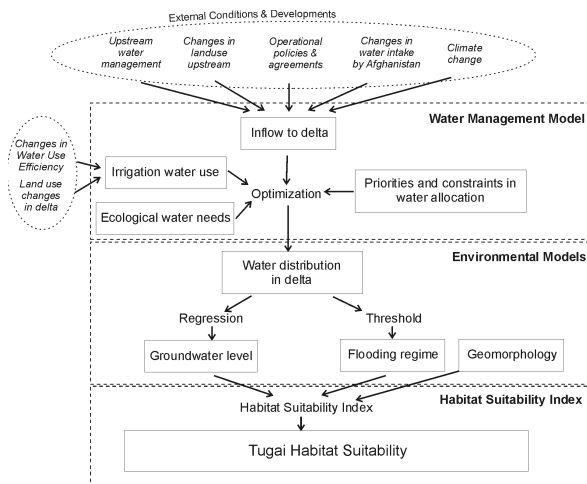 External Conditions & Developments
Upstream
water
management
Changes in
landuse
upstream
Operational
policies &
agreements
Changes in
water intake
by Afghanistan
Climate
change
Water Management Model
Inflow to delta
Changes in
Water Use
Efficiency
Land use
changes
in delta
Irrigation water use
Optimization
Priorities and constraints in
water allocation
Ecological water needs
Environmental Models
Water distribution
in delta
Regression
Threshold
Groundwater level
Flooding regime
Geomorphology
Habitat Suitability Index
Habitat Suitability Index
Tugai Habitat Suitability